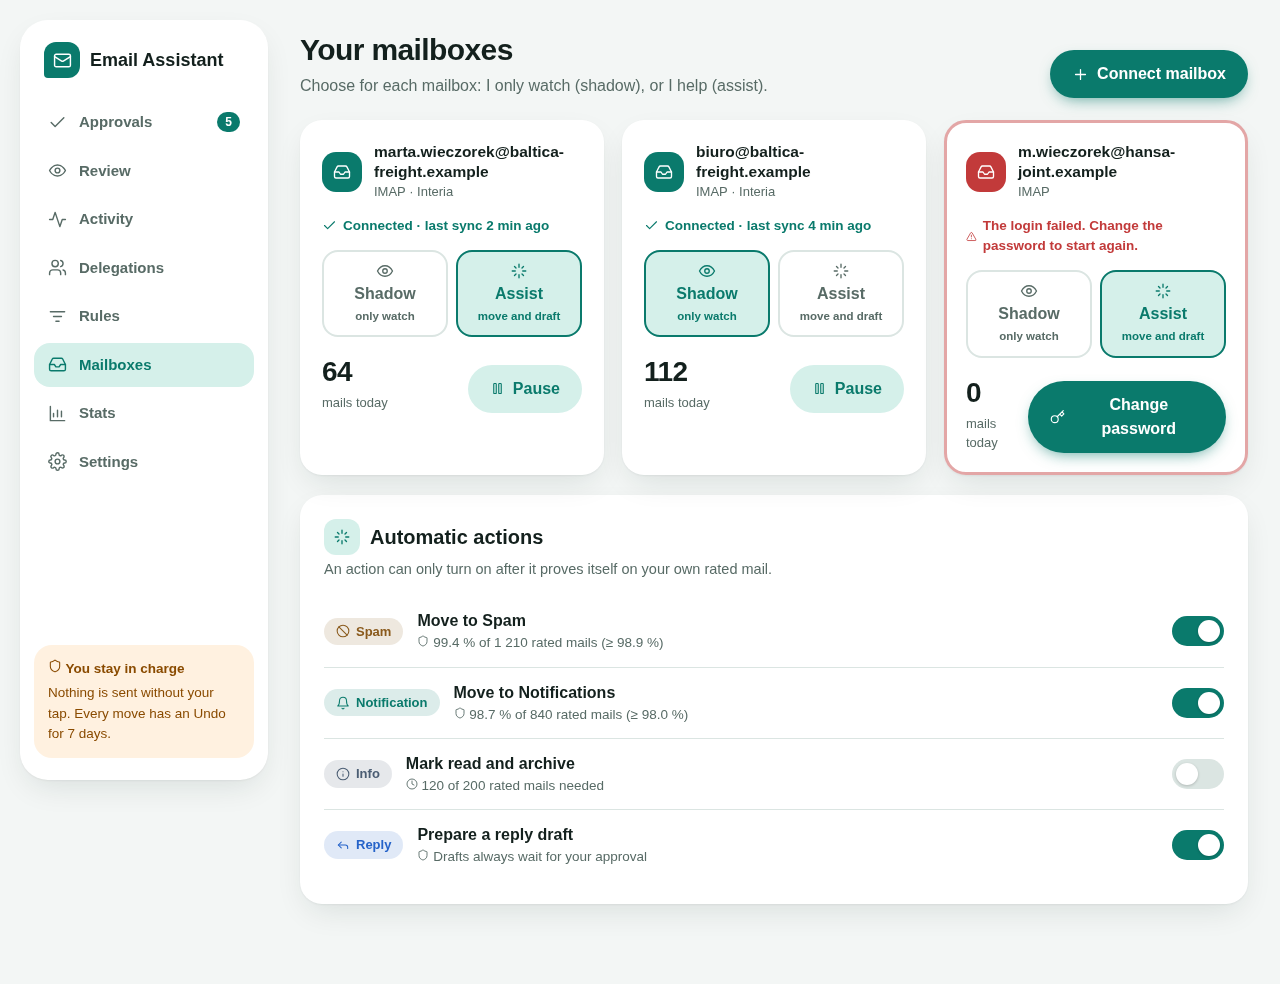 Email Assistant
Approvals 5
Review
Activity
Delegations
Rules
Mailboxes
Stats
Settings
You stay in charge
Nothing is sent without your
tap. Every move has an Undo
for 7 days.
Your mailboxes
Choose for each mailbox: I only watch (shadow), or I help (assist).
Connect mailbox
marta.wieczorek@baltica-
freight.example
IMAP · Interia
Connected · last sync 2 min ago
Shadow
only watch
Assist
move and draft
64
mails today
Pause
biuro@baltica-
freight.example
IMAP · Interia
Connected · last sync 4 min ago
Shadow
only watch
Assist
move and draft
112
mails today
Pause
m.wieczorek@hansa-
joint.example
IMAP
The login failed. Change the
password to start again.
Shadow
only watch
Assist
move and draft
0
mails
today
Change
password
Automatic actions
An action can only turn on after it proves itself on your own rated mail.
Spam
Move to Spam
99.4 % of 1 210 rated mails (≥ 98.9 %)
Notification
Move to Notifications
98.7 % of 840 rated mails (≥ 98.0 %)
Info
Mark read and archive
120 of 200 rated mails needed
Reply
Prepare a reply draft
Drafts always wait for your approval